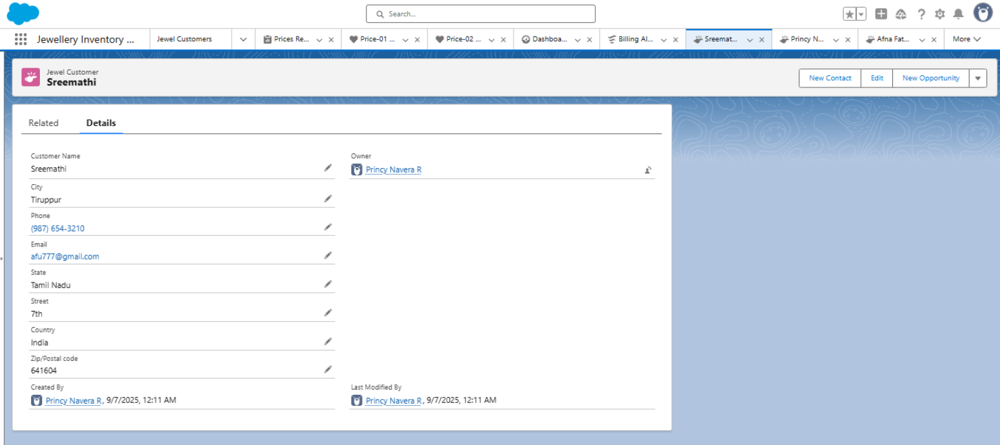 Search...
Jewellery Inventory ...
Jewel Customers
Prices Re...
Price-01 ...
Price-02 ...
Dashboa...
Billing Al...
Sreemat...
Princy N...
Afna Fat...
More
Jewel Customer
Sreemathi
New Contact
Edit
New Opportunity
Related
Details
Customer Name
Sreemathi
Owner
Princy Navera R
City
Tiruppur
Phone
(987) 654-3210
Email
afu777@gmail.com
State
Tamil Nadu
Street
7th
Country
India
Zip/Postal code
641604
Created By
Princy Navera R, 9/7/2025, 12:11 AM
Last Modified By
Princy Navera R, 9/7/2025, 12:11 AM